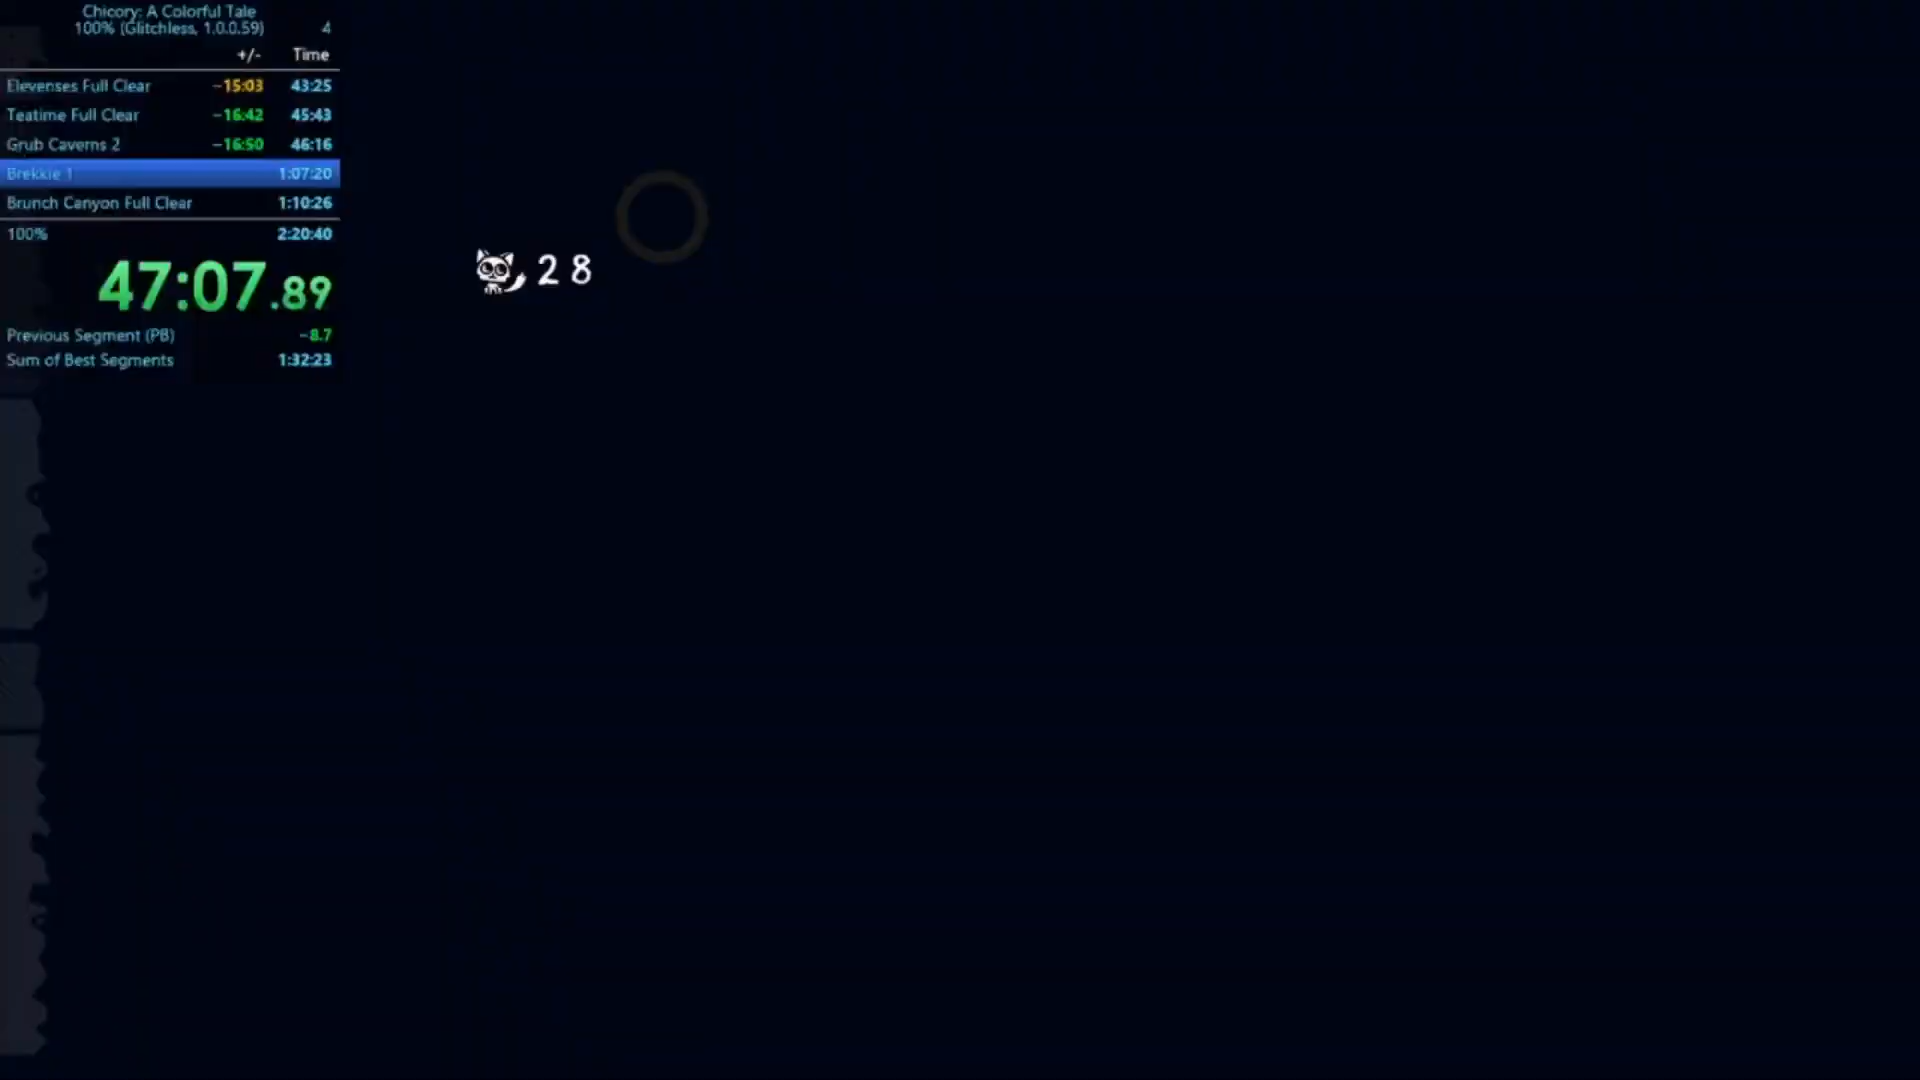 Chicory: A Colorful Tale
100% (Glitchless, 1.0.0.59) 4
+/- Time
Elevenses Full Clear −15:03 43:25
Teatime Full Clear −16:42 45:43
Grub Caverns 2 −16:50 46:16
Brekkie 1 1:07:20
Brunch Canyon Full Clear 1:10:26
100% 2:20:40
47:07.89
Previous Segment (PB) −8.7
Sum of Best Segments 1:32:23
28